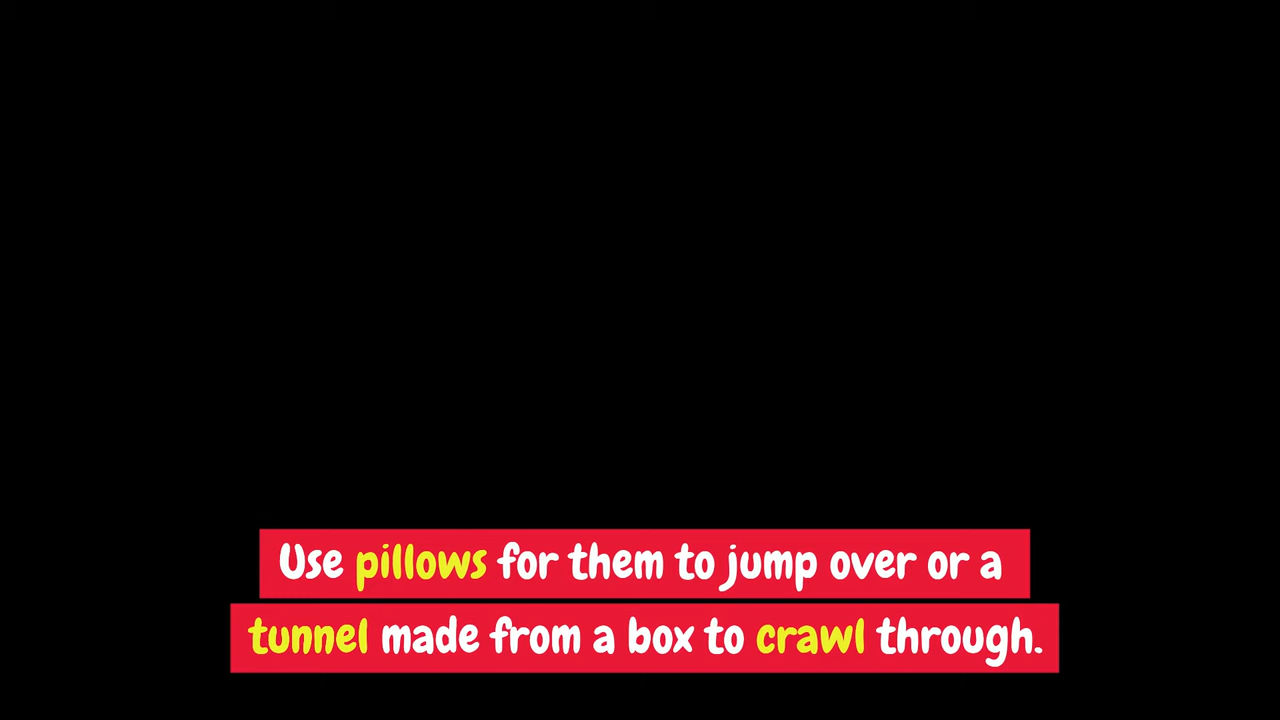 Use pillows for them to jump over or a
tunnel made from a box to crawl through.